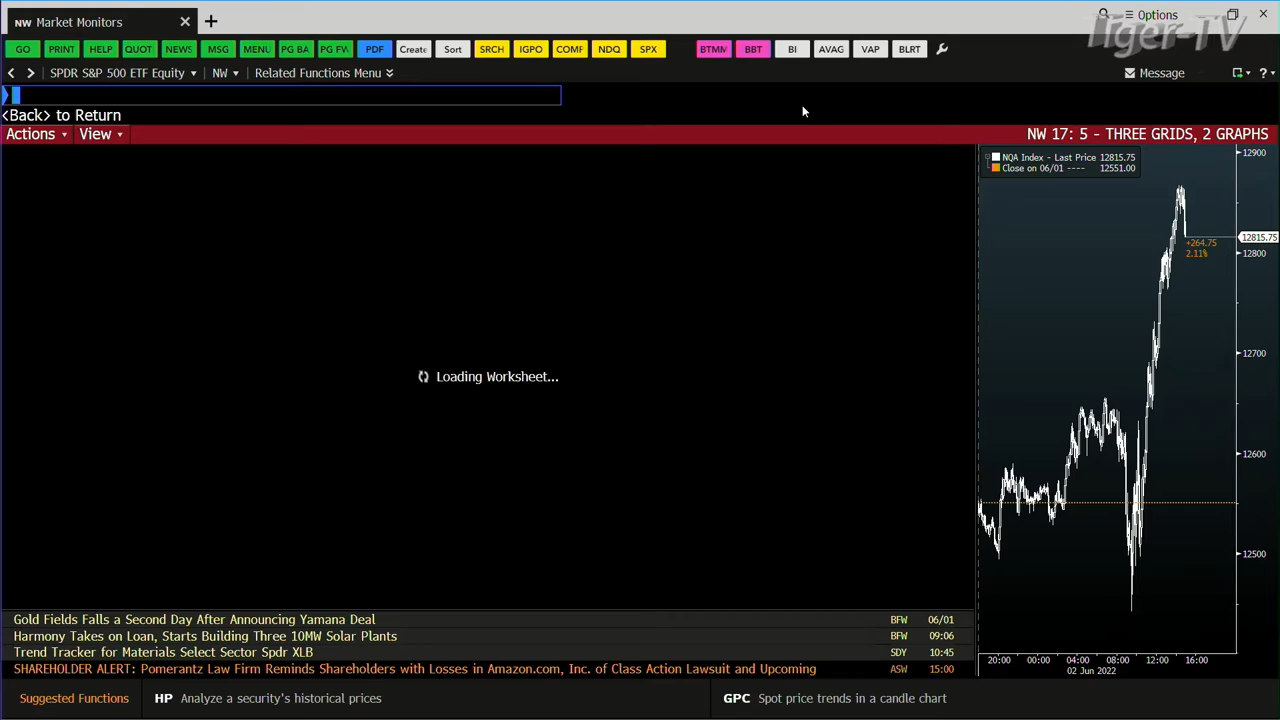 NW Market Monitors
Options
Tiger-TV
GO PRINT HELP QUOT NEWS MSG MENU PG BA PG FW PDF Create Sort SRCH IGPO COMF NDQ SPX BTMM BBT BI AVAG VAP BLRT
SPDR S&P 500 ETF Equity NW Related Functions Menu Message ?
<Back> to Return
Actions View NW 17: 5 - THREE GRIDS, 2 GRAPHS
NQA Index - Last Price 12815.75
Close on 06/01 ---- 12551.00
12900
12815.75
+264.75
2.11%
12800
12700
12600
12500
Loading Worksheet...
Gold Fields Falls a Second Day After Announcing Yamana Deal BFW 06/01
Harmony Takes on Loan, Starts Building Three 10MW Solar Plants BFW 09:06
Trend Tracker for Materials Select Sector Spdr XLB SDY 10:45
SHAREHOLDER ALERT: Pomerantz Law Firm Reminds Shareholders with Losses in Amazon.com, Inc. of Class Action Lawsuit and Upcoming ASW 15:00
20:00 00:00 04:00 08:00 12:00 16:00
02 Jun 2022
Suggested Functions HP Analyze a security's historical prices GPC Spot price trends in a candle chart